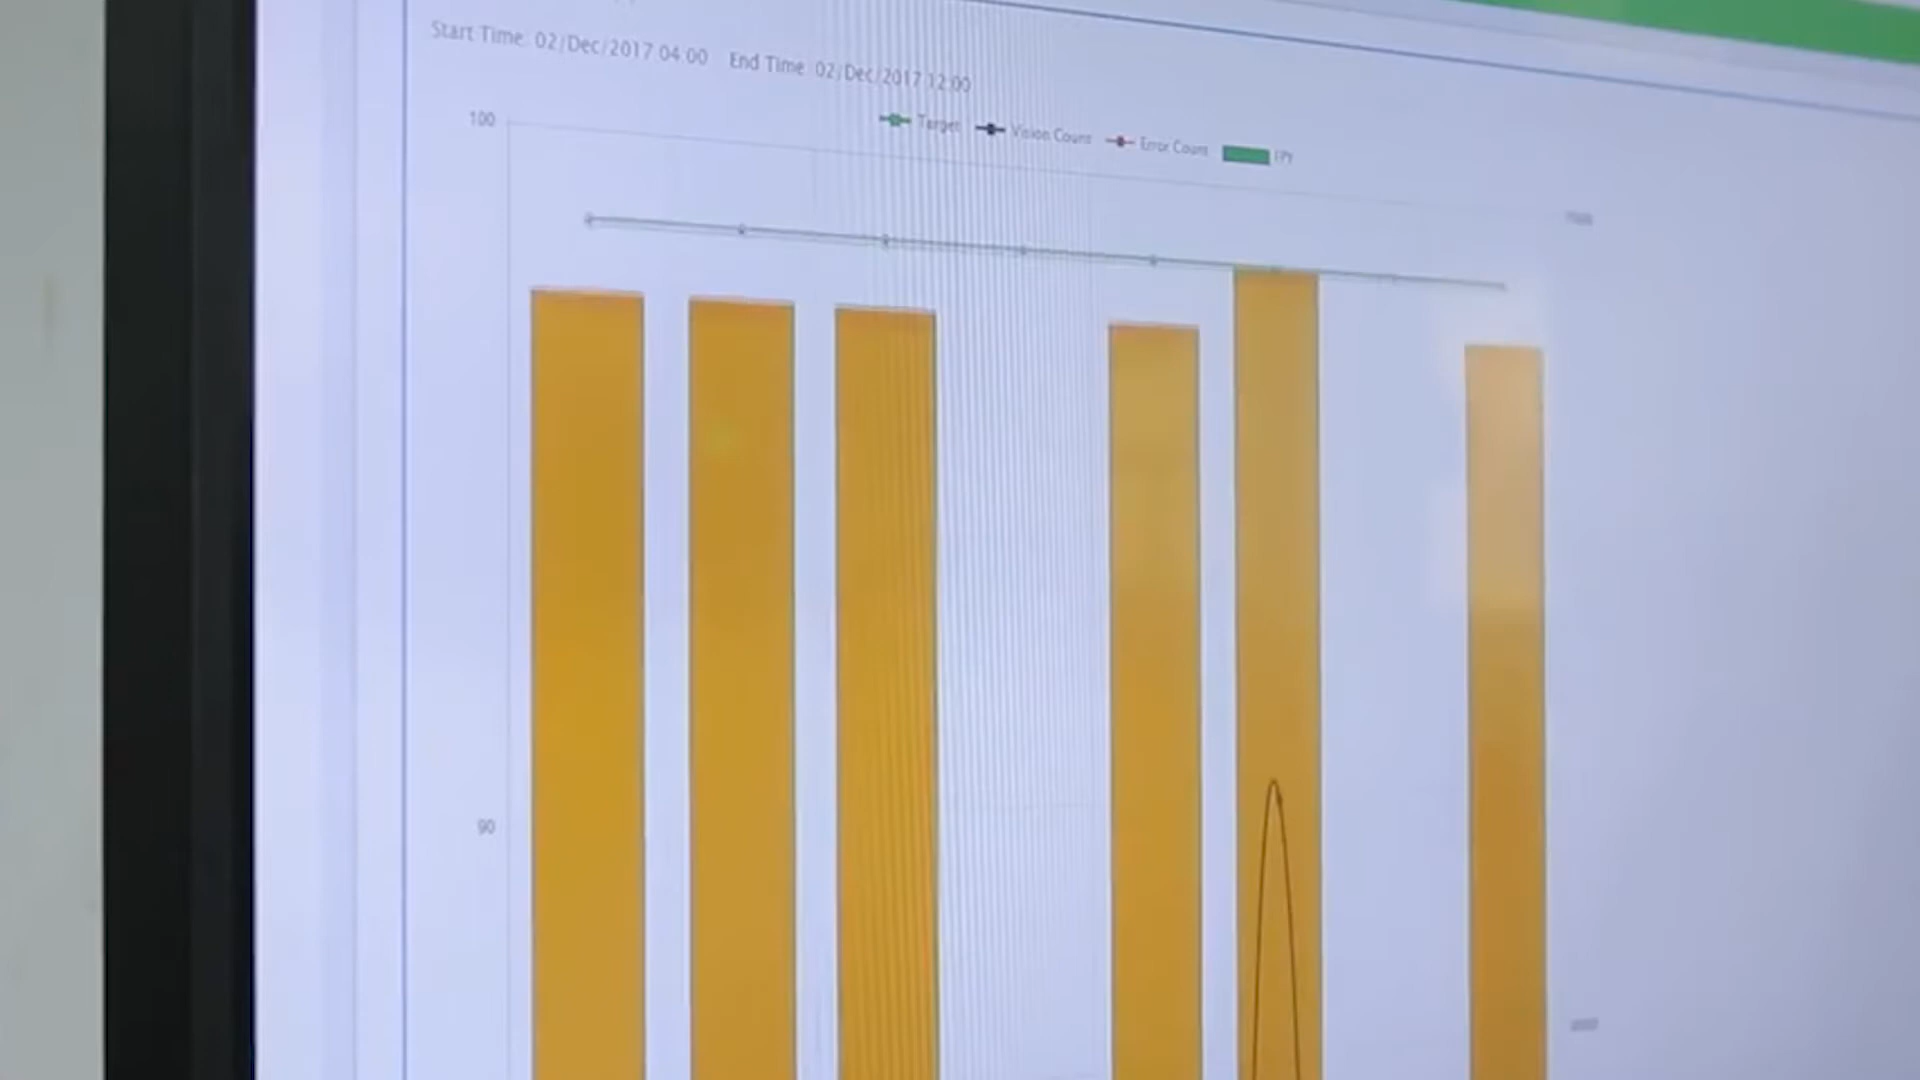 Start Time: 02/Dec/2017 04:00 End Time: 02/Dec/2017 12:00
Target Vision Count Error Count FPY
100
90